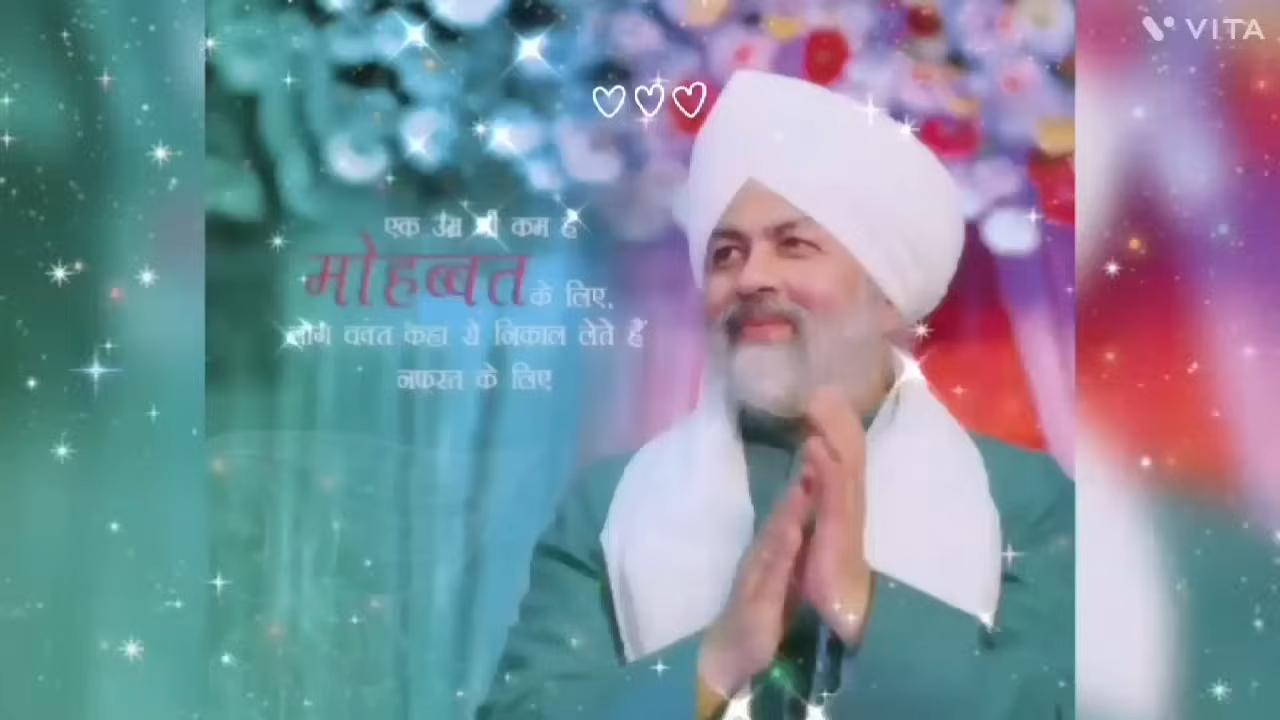 VITA
एक उम्र भी कम है
मोहब्बत के लिए,
लोग वक्त कहा से निकाल लेते हैं
नफरत के लिए